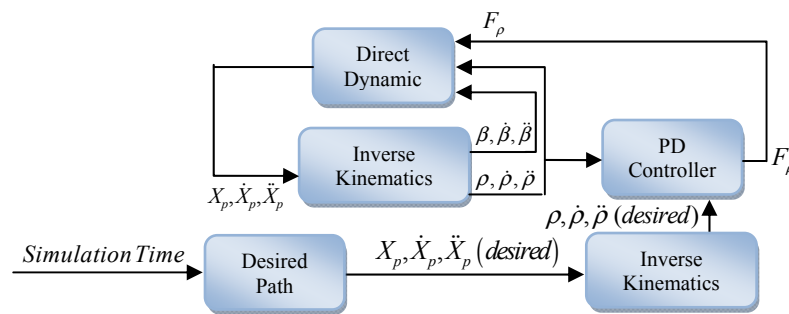 F_ρ
Direct
Dynamic
β, β̇, β̈
Inverse
Kinematics
ρ, ρ̇, ρ̈
PD
Controller
F_ρ
X_p, Ẋ_p, Ẍ_p
ρ, ρ̇, ρ̈ (desired)
Simulation Time
Desired
Path
X_p, Ẋ_p, Ẍ_p (desired)
Inverse
Kinematics